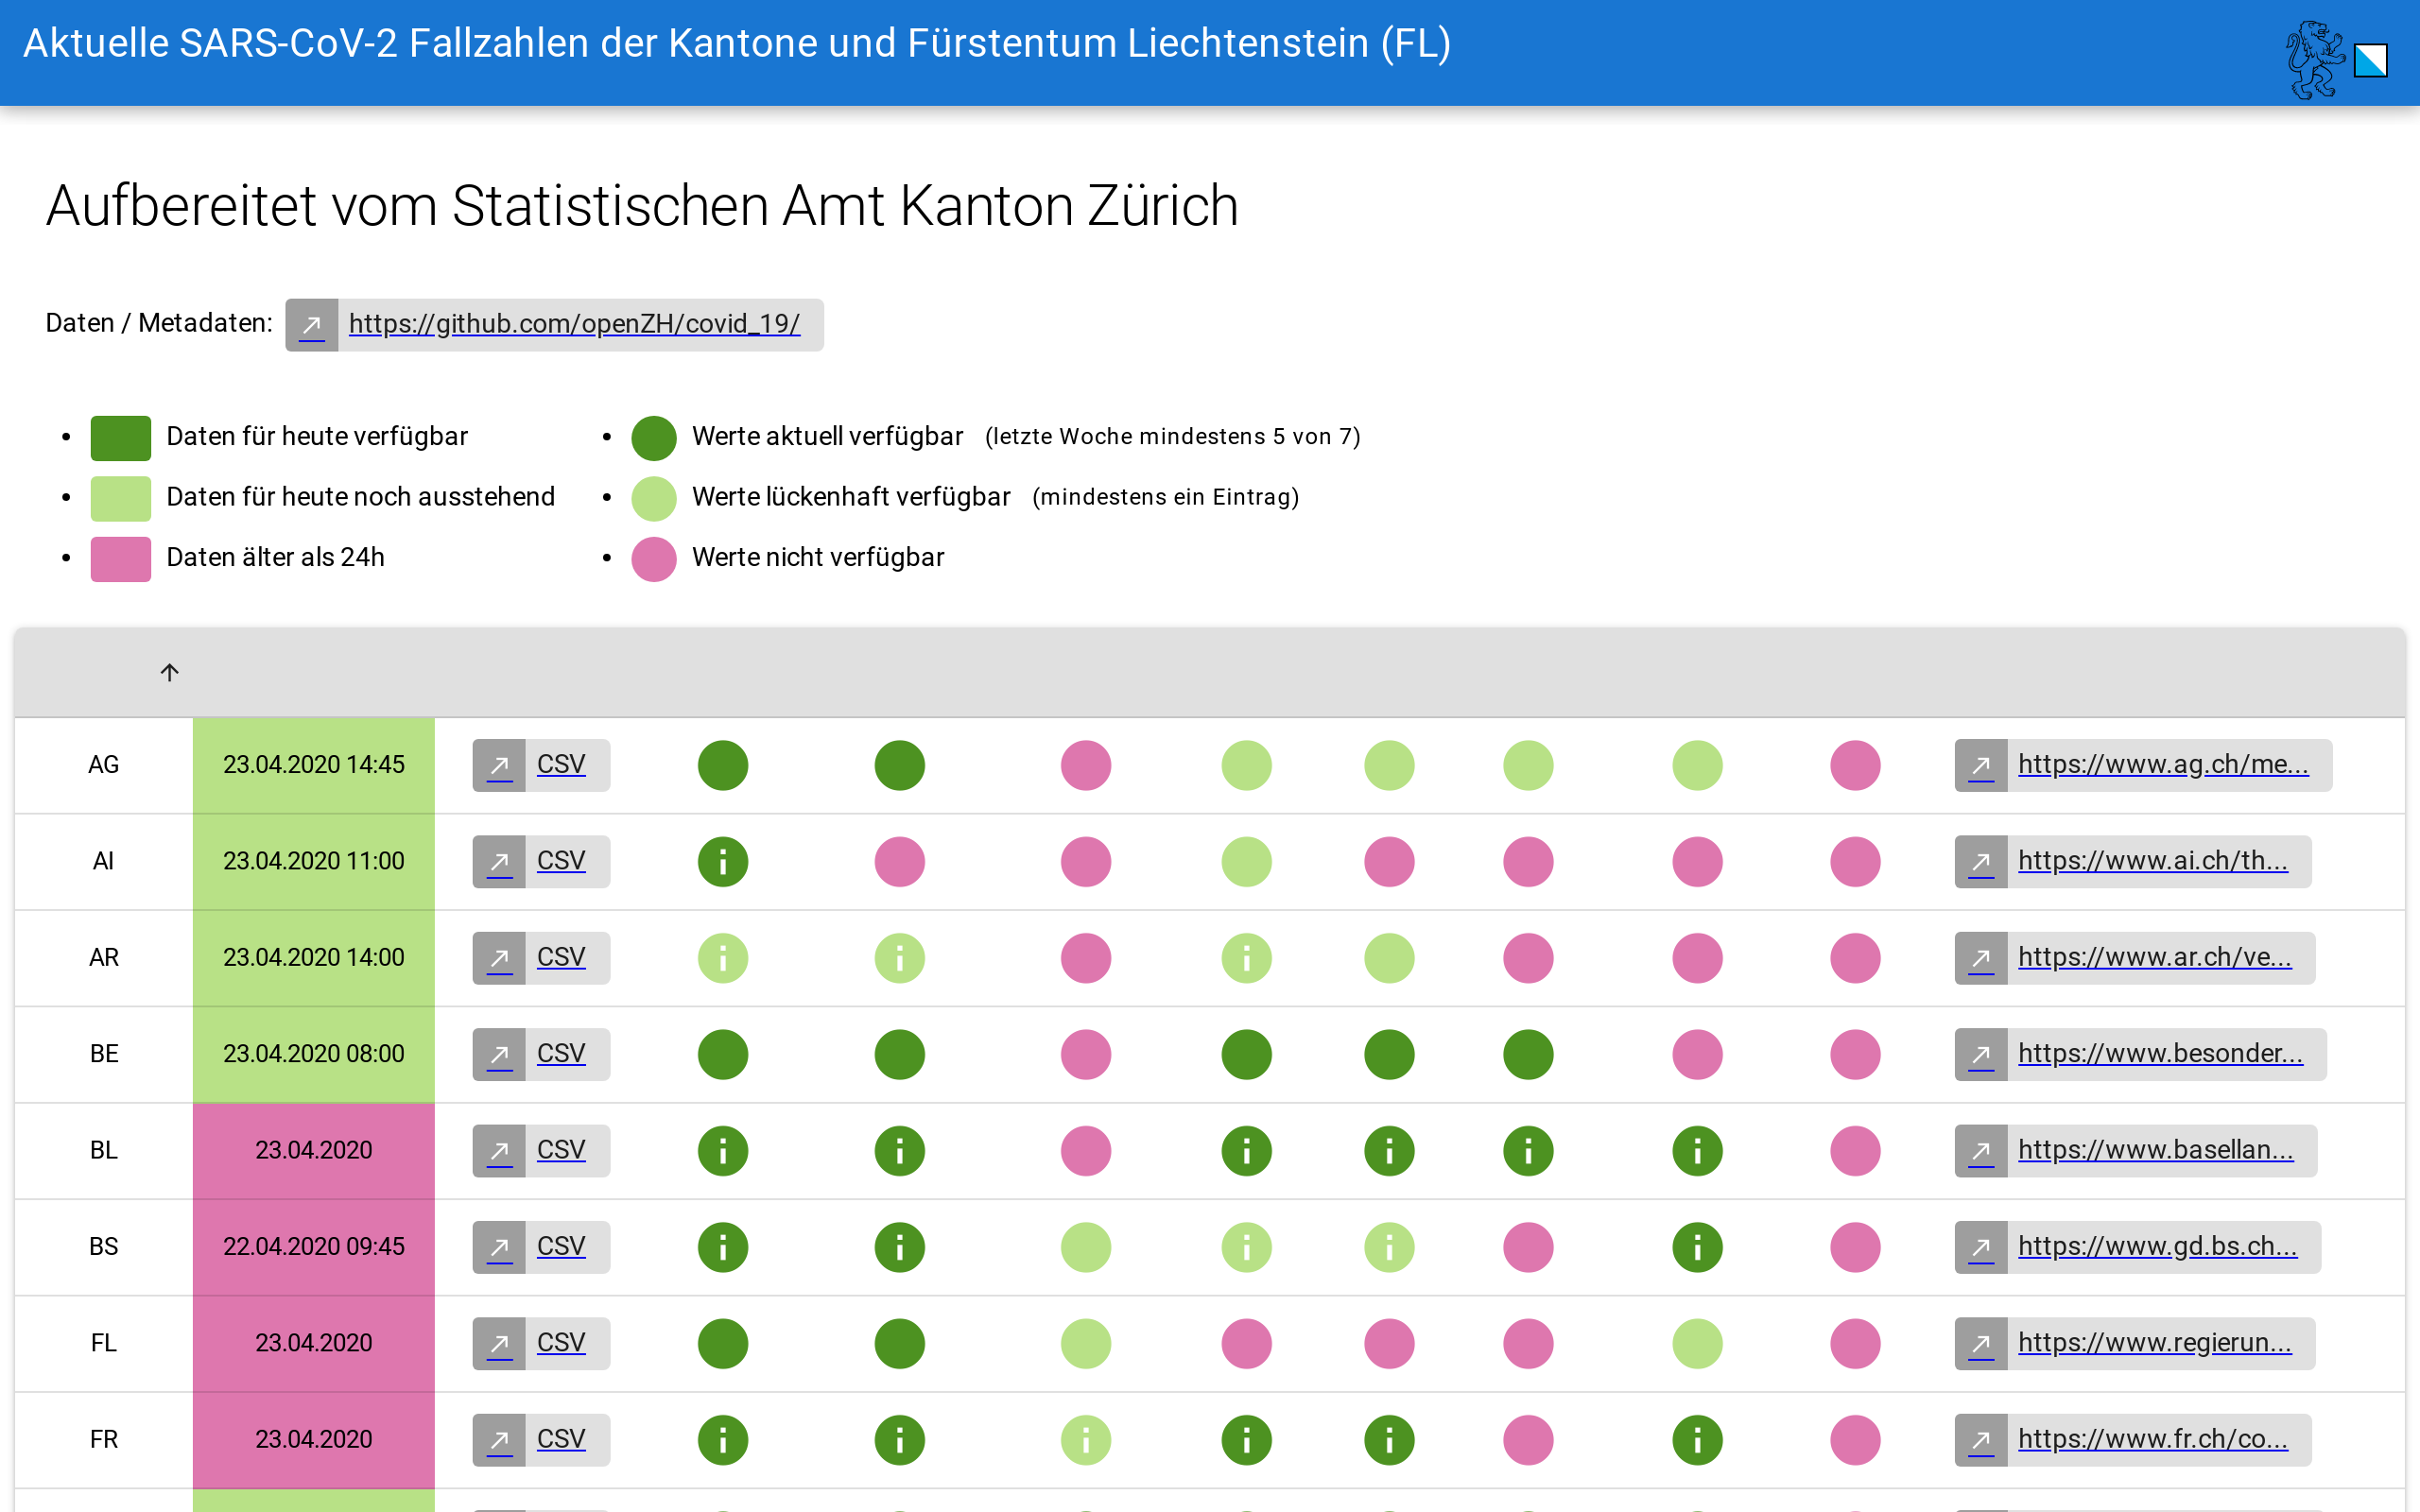 Aktuelle SARS-CoV-2 Fallzahlen der Kantone und Fürstentum Liechtenstein (FL)
Aufbereitet vom Statistischen Amt Kanton Zürich
Daten / Metadaten: https://github.com/openZH/covid_19/
Daten für heute verfügbar
Daten für heute noch ausstehend
Daten älter als 24h
Werte aktuell verfügbar (letzte Woche mindestens 5 von 7)
Werte lückenhaft verfügbar (mindestens ein Eintrag)
Werte nicht verfügbar
AG 23.04.2020 14:45 CSV https://www.ag.ch/me...
AI 23.04.2020 11:00 CSV https://www.ai.ch/th...
AR 23.04.2020 14:00 CSV https://www.ar.ch/ve...
BE 23.04.2020 08:00 CSV https://www.besonder...
BL 23.04.2020 CSV https://www.basellan...
BS 22.04.2020 09:45 CSV https://www.gd.bs.ch...
FL 23.04.2020 CSV https://www.regierun...
FR 23.04.2020 CSV https://www.fr.ch/co...